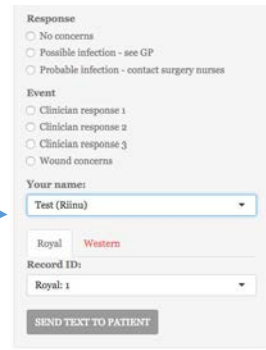 Response
No concerns
Possible infection - see GP
Probable infection - contact surgery nurses
Event
Clinician response 1
Clinician response 2
Clinician response 3
Wound concerns
Your name:
Test (Riinu)
Royal Western
Record ID:
Royal: 1
SEND TEXT TO PATIENT